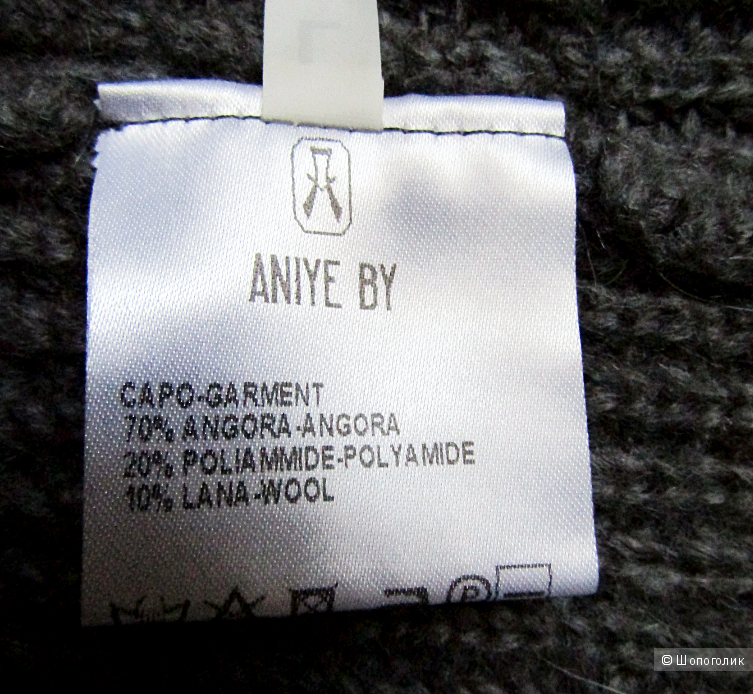 ANIYE BY
CAPO-GARMENT
70% ANGORA-ANGORA
20% POLIAMMIDE-POLYAMIDE
10% LANA-WOOL
P
© Шопоголик